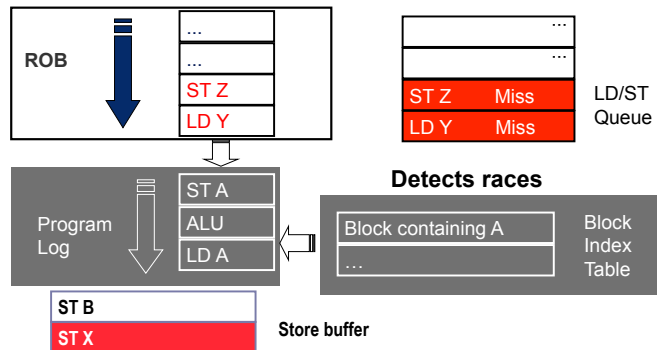 ROB
...
...
ST Z
LD Y
...
...
ST Z Miss
LD Y Miss
LD/ST
Queue
Program
Log
ST A
ALU
LD A
Detects races
Block containing A
...
Block
Index
Table
ST B
ST X
Store buffer